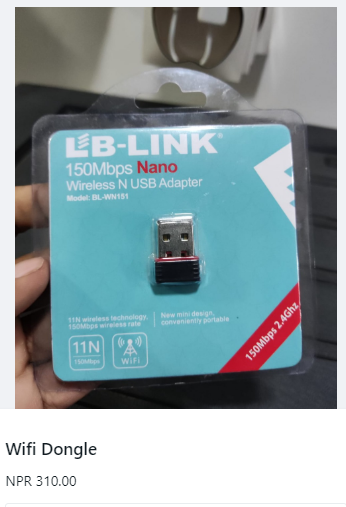 LB-LINK®
150Mbps Nano
Wireless N USB Adapter
Model: BL-WN151
11N wireless technology,
150Mbps wireless rate
New mini design,
conveniently portable
11N
150Mbps
WiFi
150Mbps 2.4Ghz
Wifi Dongle
NPR 310.00